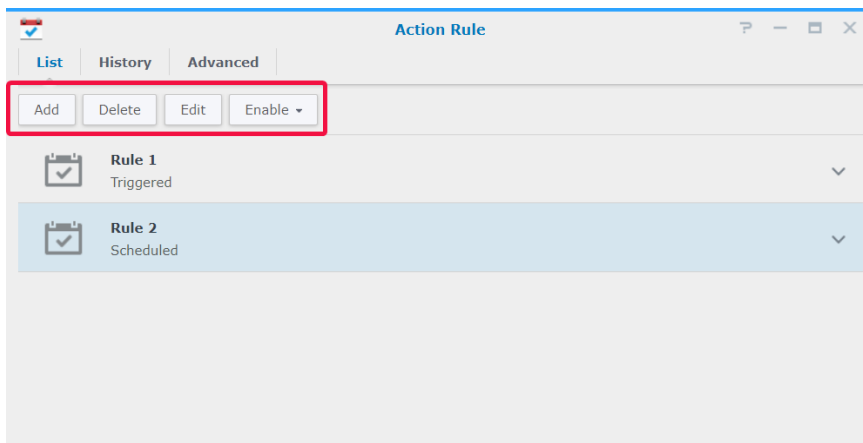 Action Rule
List History Advanced
Add Delete Edit Enable
Rule 1
Triggered
Rule 2
Scheduled